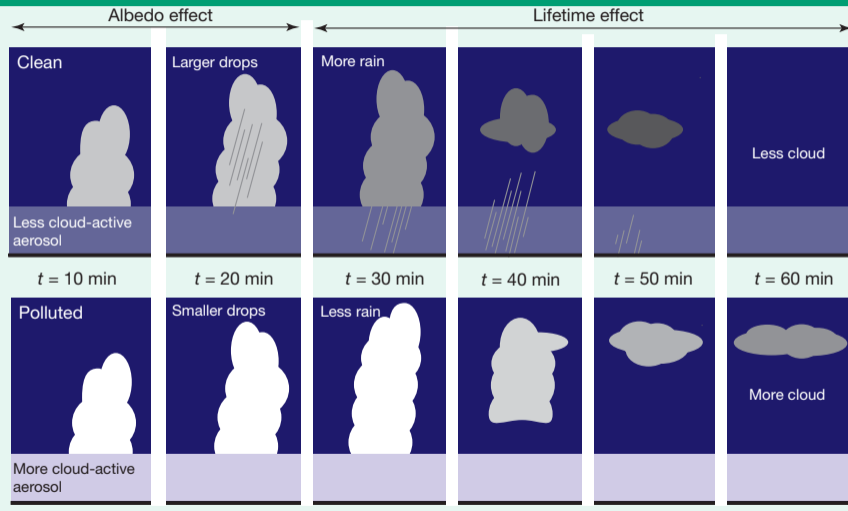 Albedo effect
Lifetime effect
Clean
Larger drops
More rain
Less cloud
Less cloud-active
aerosol
t = 10 min
t = 20 min
t = 30 min
t = 40 min
t = 50 min
t = 60 min
Polluted
Smaller drops
Less rain
More cloud
More cloud-active
aerosol